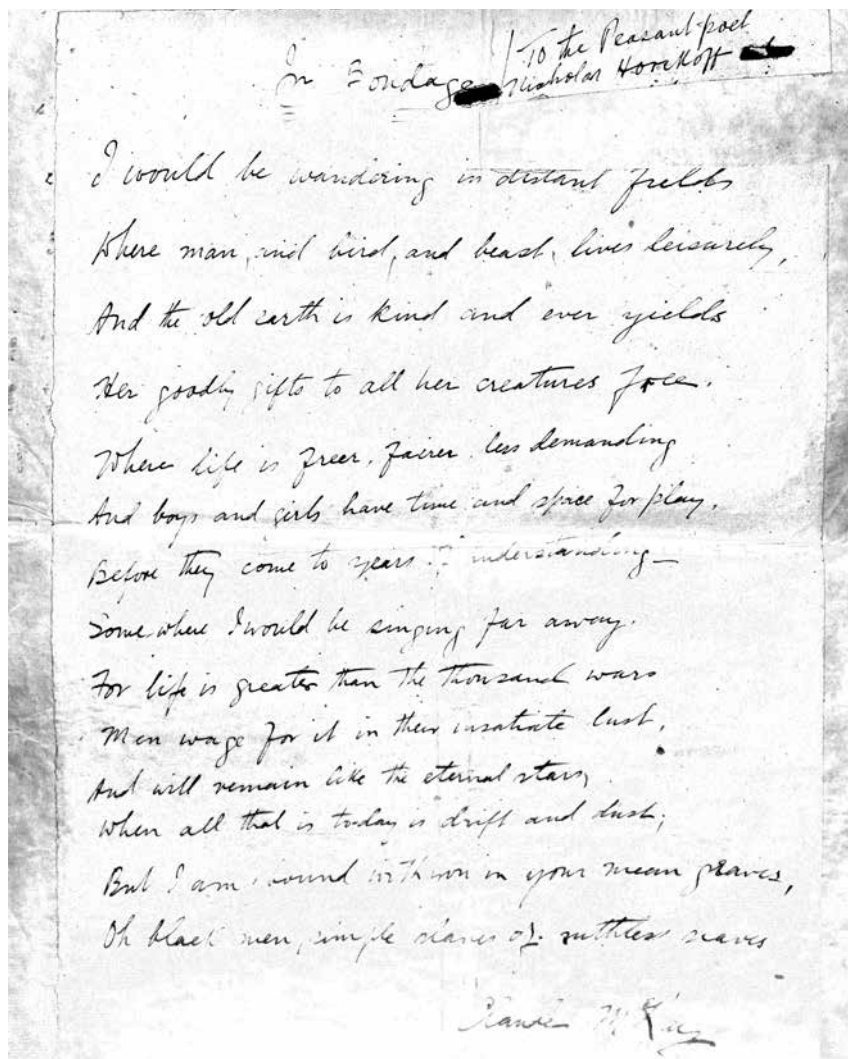 In Bondage
To the Peasant-poet
Nicholas
I would be wandering in distant fields
Where man, and bird, and beast, lives leisurely,
And the old earth is kind and ever yields
Her goodly gifts to all her creatures free.
Where life is freer, fairer, less demanding
And boys and girls have time and space for play,
Before they come to years understanding—
Somewhere I would be singing far away.
For life is greater than the thousand wars
Men wage for it in their insatiate lust,
And will remain like the eternal stars,
When all that is today is drift and dust;
But I am bound with you in your mean graves,
Oh black men, simple slaves of ruthless slaves
Claude McKay